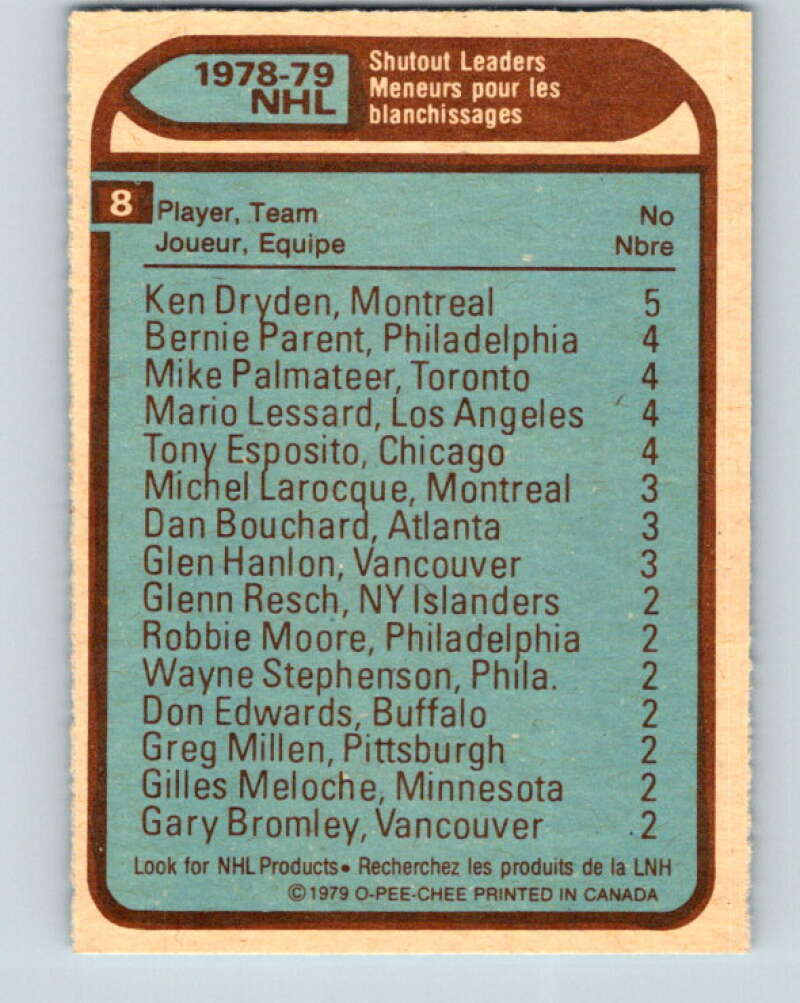 1978-79 NHL
Shutout Leaders
Meneurs pour les
blanchissages
8
Player, Team No
Joueur, Equipe Nbre
Ken Dryden, Montreal 5
Bernie Parent, Philadelphia 4
Mike Palmateer, Toronto 4
Mario Lessard, Los Angeles 4
Tony Esposito, Chicago 4
Michel Larocque, Montreal 3
Dan Bouchard, Atlanta 3
Glen Hanlon, Vancouver 3
Glenn Resch, NY Islanders 2
Robbie Moore, Philadelphia 2
Wayne Stephenson, Phila. 2
Don Edwards, Buffalo 2
Greg Millen, Pittsburgh 2
Gilles Meloche, Minnesota 2
Gary Bromley, Vancouver 2
Look for NHL Products• Recherchez les produits de la LNH
©1979 O-PEE-CHEE PRINTED IN CANADA